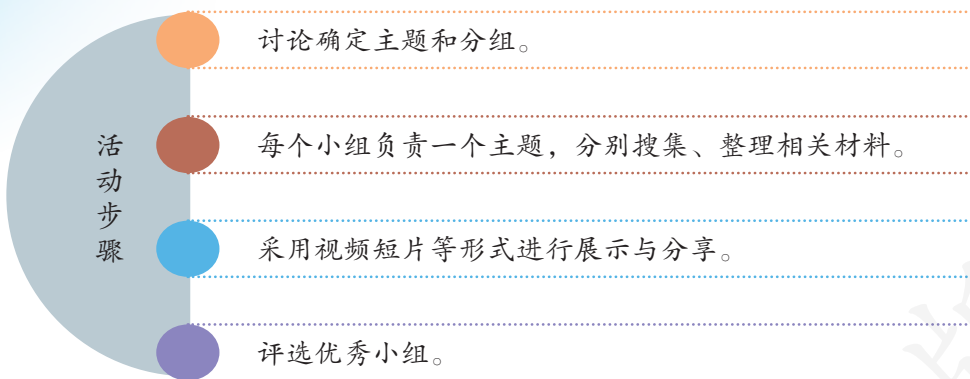 活动步骤
讨论确定主题和分组。
每个小组负责一个主题，分别搜集、整理相关材料。
采用视频短片等形式进行展示与分享。
评选优秀小组。